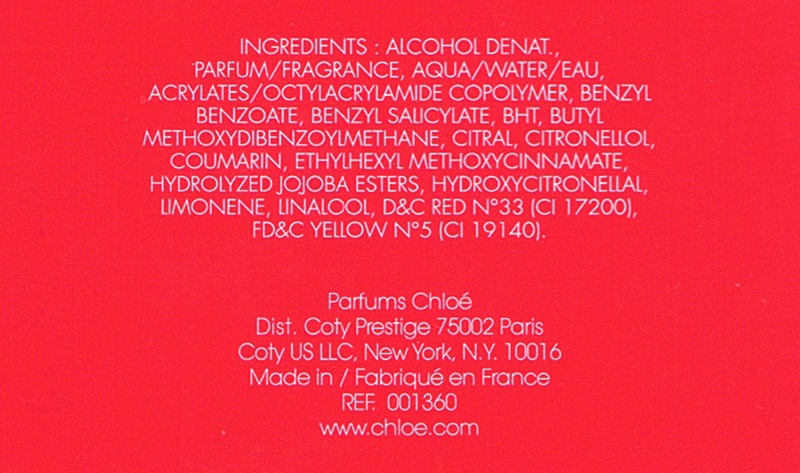 INGREDIENTS : ALCOHOL DENAT.,
PARFUM/FRAGRANCE, AQUA/WATER/EAU,
ACRYLATES/OCTYLACRYLAMIDE COPOLYMER, BENZYL
BENZOATE, BENZYL SALICYLATE, BHT, BUTYL
METHOXYDIBENZOYLMETHANE, CITRAL, CITRONELLOL,
COUMARIN, ETHYLHEXYL METHOXYCINNAMATE,
HYDROLYZED JOJOBA ESTERS, HYDROXYCITRONELLAL,
LIMONENE, LINALOOL, D&C RED N°33 (CI 17200),
FD&C YELLOW N°5 (CI 19140).
Parfums Chloé
Dist. Coty Prestige 75002 Paris
Coty US LLC, New York, N.Y. 10016
Made in / Fabriqué en France
REF. 001360
www.chloe.com